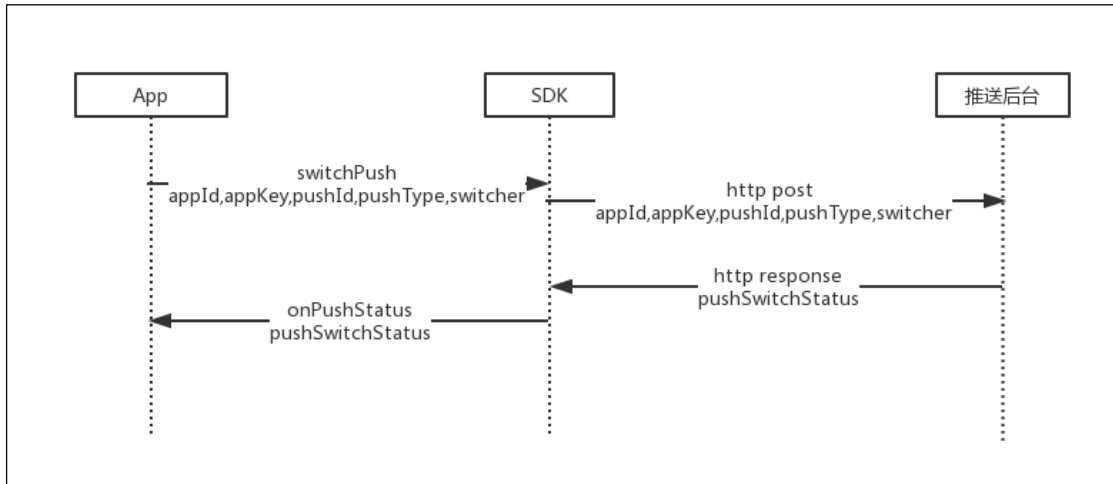 App
SDK
推送后台
switchPush
appId,appKey,pushId,pushType,switcher
http post
appId,appKey,pushId,pushType,switcher
http response
pushSwitchStatus
onPushStatus
pushSwitchStatus